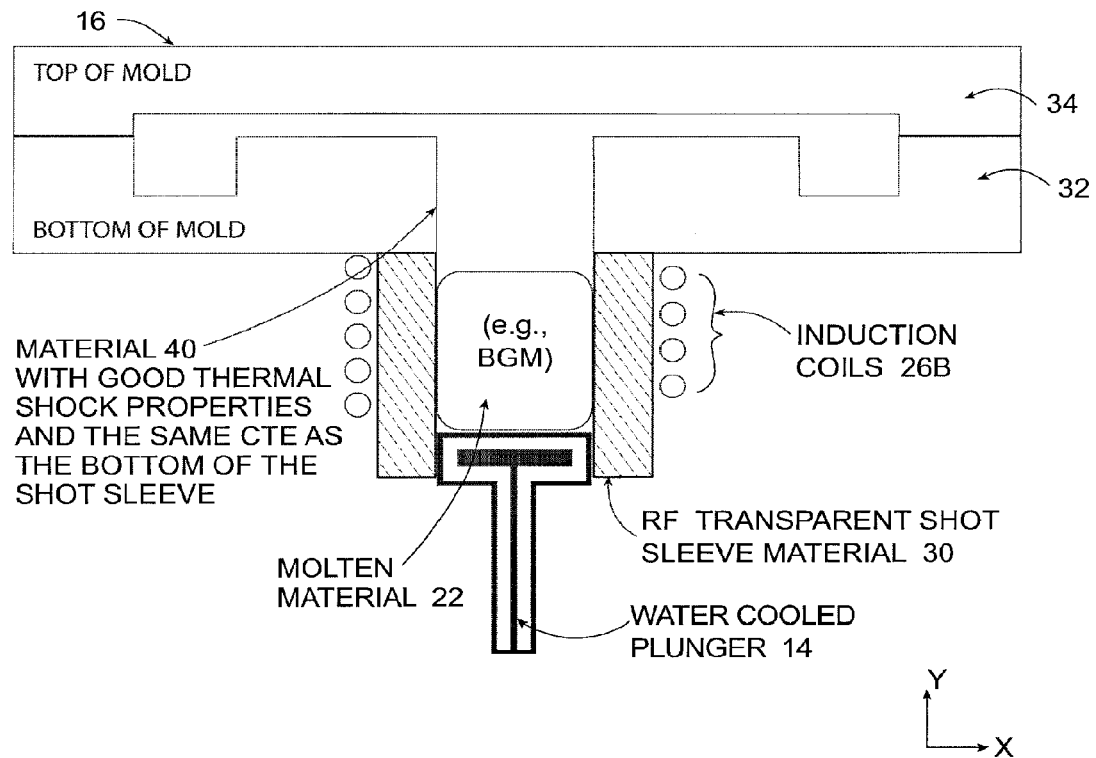 16
TOP OF MOLD
34
32
BOTTOM OF MOLD
(e.g.,
BGM)
INDUCTION
COILS 26B
MATERIAL 40
WITH GOOD THERMAL
SHOCK PROPERTIES
AND THE SAME CTE AS
THE BOTTOM OF THE
SHOT SLEEVE
RF TRANSPARENT SHOT
SLEEVE MATERIAL 30
MOLTEN
MATERIAL 22
WATER COOLED
PLUNGER 14
Y
X